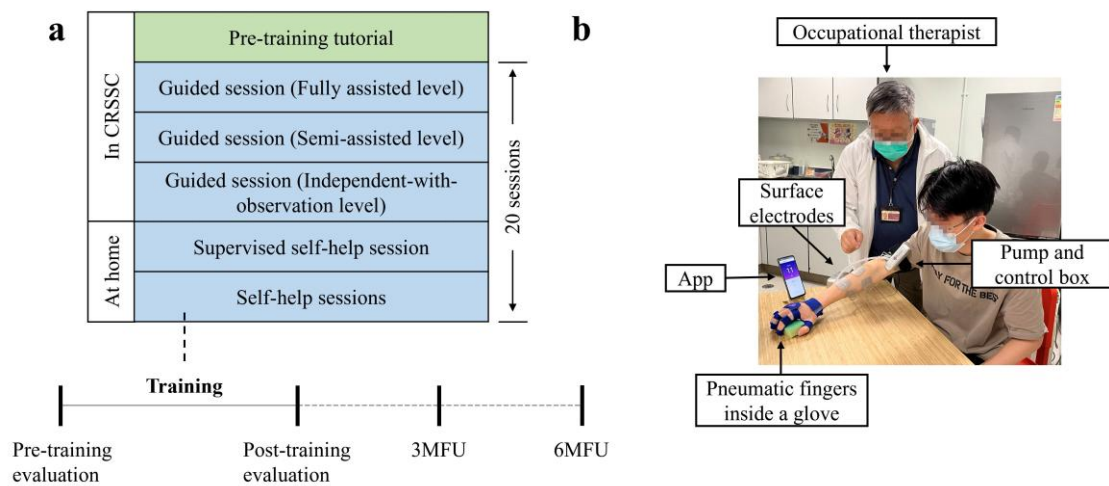 a
In CRSSC
Pre-training tutorial
Guided session (Fully assisted level)
Guided session (Semi-assisted level)
Guided session (Independent-with-
observation level)
At home
Supervised self-help session
Self-help sessions
20 sessions
Training
Pre-training
evaluation
Post-training
evaluation
3MFU
6MFU
b
Occupational therapist
Surface
electrodes
App
Pump and
control box
Pneumatic fingers
inside a glove
FOR THE